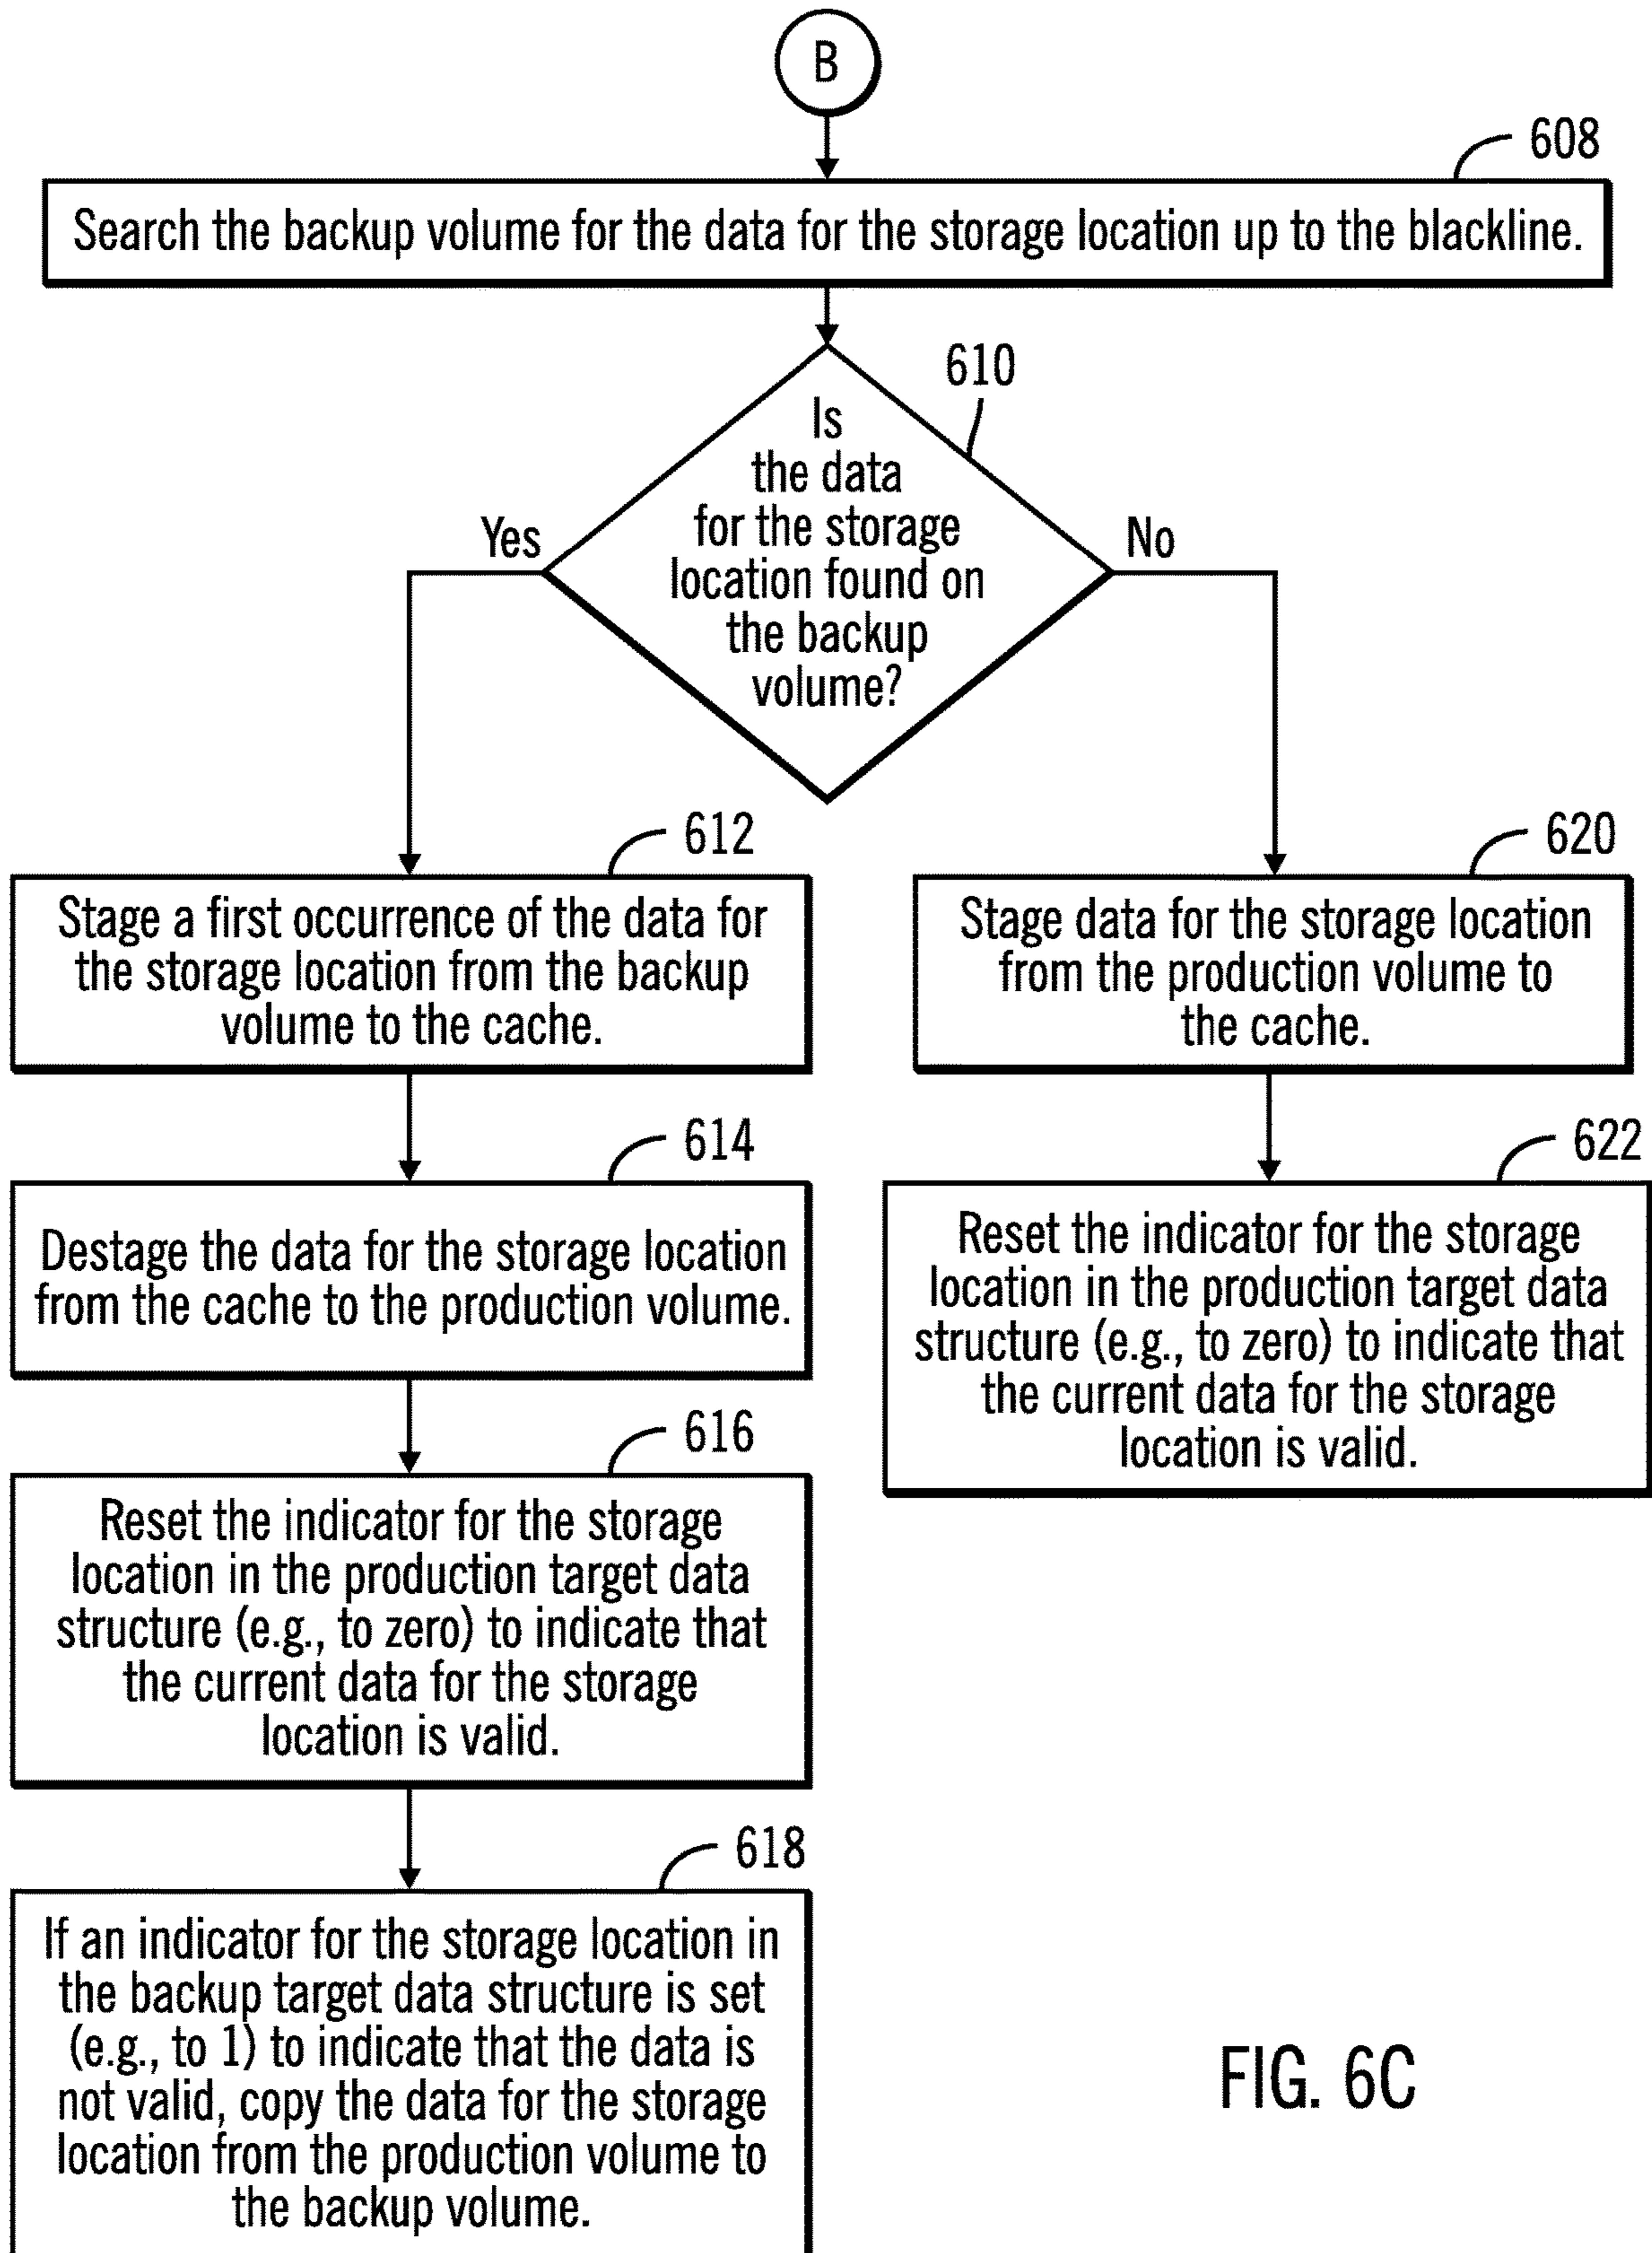 B
608
Search the backup volume for the data for the storage location up to the blackline.
610
Is
the data
for the storage
location found on
the backup
volume?
Yes
No
612
Stage a first occurrence of the data for
the storage location from the backup
volume to the cache.
620
Stage data for the storage location
from the production volume to
the cache.
614
Destage the data for the storage location
from the cache to the production volume.
622
Reset the indicator for the storage
location in the production target data
structure (e.g., to zero) to indicate that
the current data for the storage
location is valid.
616
Reset the indicator for the storage
location in the production target data
structure (e.g., to zero) to indicate that
the current data for the storage
location is valid.
618
If an indicator for the storage location in
the backup target data structure is set
(e.g., to 1) to indicate that the data is
not valid, copy the data for the storage
location from the production volume to
the backup volume.
FIG. 6C